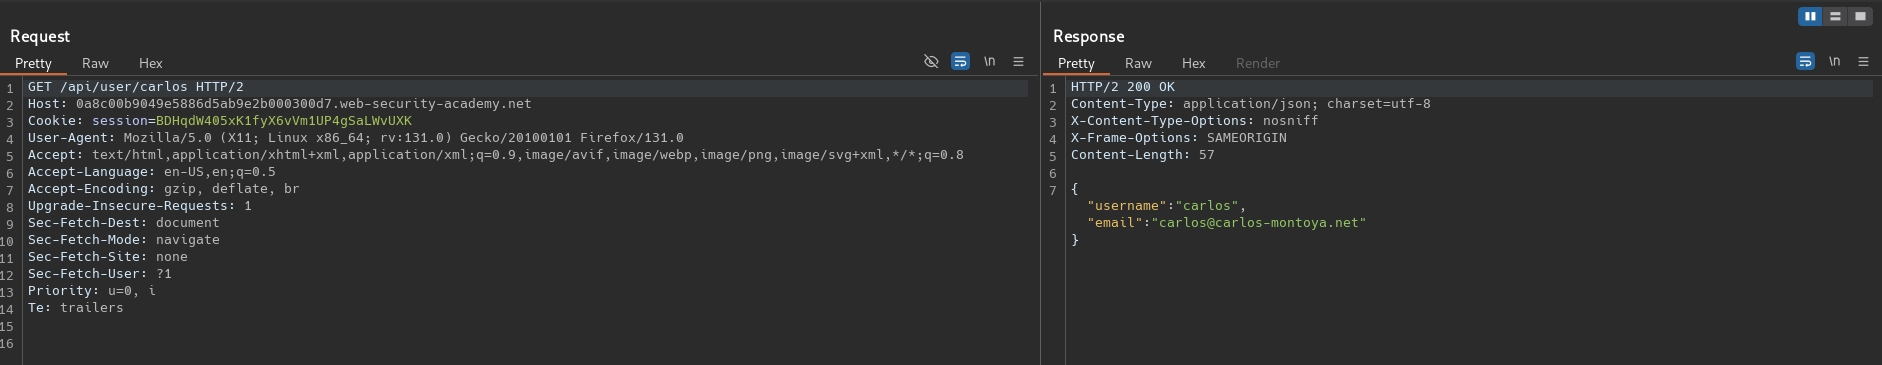 Request
Pretty Raw Hex
\n
1 GET /api/user/carlos HTTP/2
2 Host: 0a8c00b9049e5886d5ab9e2b000300d7.web-security-academy.net
3 Cookie: session=BDHqdW405xK1fyX6vVm1UP4gSaLWvUXK
4 User-Agent: Mozilla/5.0 (X11; Linux x86_64; rv:131.0) Gecko/20100101 Firefox/131.0
5 Accept: text/html,application/xhtml+xml,application/xml;q=0.9,image/avif,image/webp,image/png,image/svg+xml,*/*;q=0.8
6 Accept-Language: en-US,en;q=0.5
7 Accept-Encoding: gzip, deflate, br
8 Upgrade-Insecure-Requests: 1
9 Sec-Fetch-Dest: document
10 Sec-Fetch-Mode: navigate
11 Sec-Fetch-Site: none
12 Sec-Fetch-User: ?1
13 Priority: u=0, i
14 Te: trailers
15
16
Response
Pretty Raw Hex Render
\n
1 HTTP/2 200 OK
2 Content-Type: application/json; charset=utf-8
3 X-Content-Type-Options: nosniff
4 X-Frame-Options: SAMEORIGIN
5 Content-Length: 57
6
7 {
"username":"carlos",
"email":"carlos@carlos-montoya.net"
}